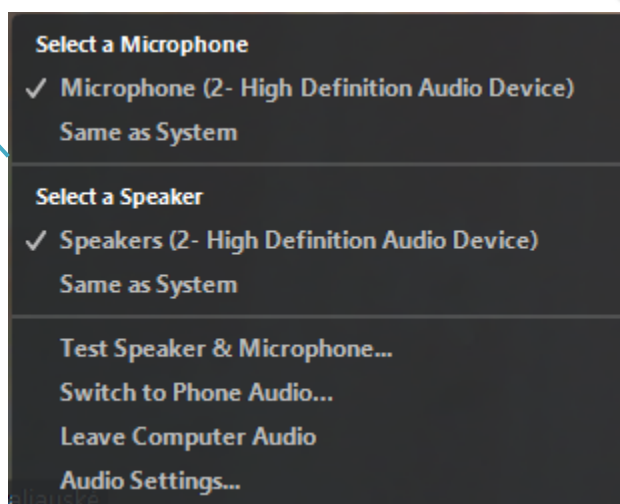 Select a Microphone
✓ Microphone (2- High Definition Audio Device)
Same as System
Select a Speaker
✓ Speakers (2- High Definition Audio Device)
Same as System
Test Speaker & Microphone...
Switch to Phone Audio...
Leave Computer Audio
Audio Settings...